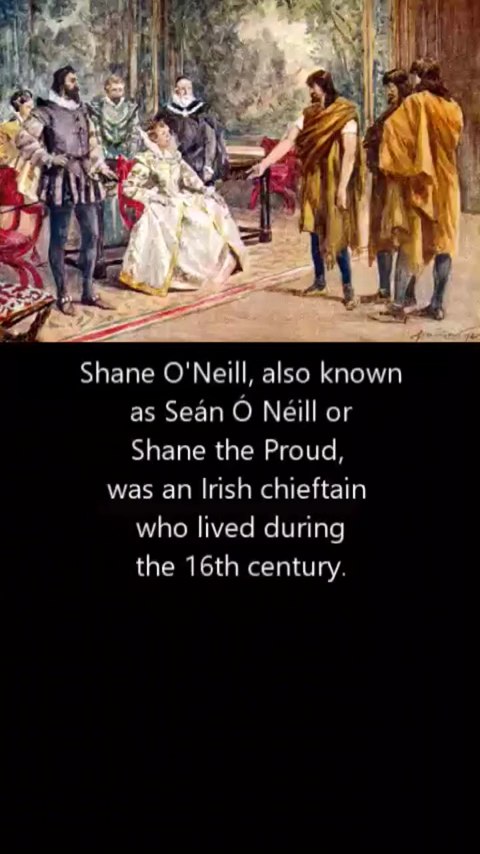 Shane O'Neill, also known
as Seán Ó Néill or
Shane the Proud,
was an Irish chieftain
who lived during
the 16th century.